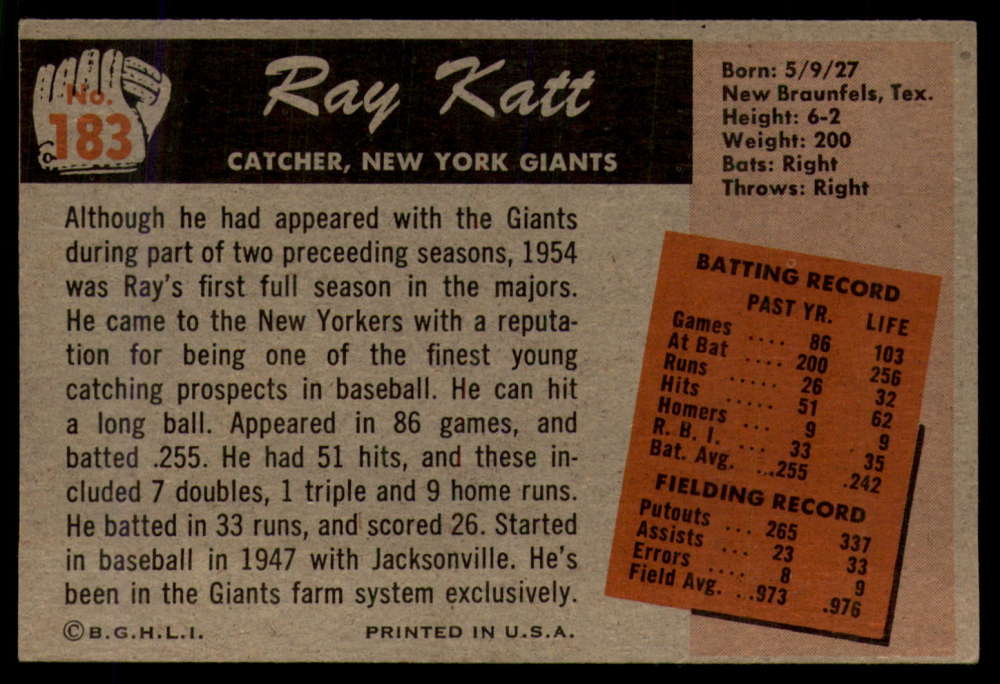 No. 183
Ray Katt
CATCHER, NEW YORK GIANTS
Born: 5/9/27
New Braunfels, Tex.
Height: 6-2
Weight: 200
Bats: Right
Throws: Right
Although he had appeared with the Giants
during part of two preceeding seasons, 1954
was Ray's first full season in the majors.
He came to the New Yorkers with a reputa-
tion for being one of the finest young
catching prospects in baseball. He can hit
a long ball. Appeared in 86 games, and
batted .255. He had 51 hits, and these in-
cluded 7 doubles, 1 triple and 9 home runs.
He batted in 33 runs, and scored 26. Started
in baseball in 1947 with Jacksonville. He's
been in the Giants farm system exclusively.
BATTING RECORD
PAST YR. LIFE
Games .... 86 103
At Bat .... 200 256
Runs ..... 26 32
Hits ..... 51 62
Homers ... 9 9
R. B. I. ... 33 35
Bat. Avg. ...255 .242
FIELDING RECORD
Putouts ... 265 337
Assists ... 23 33
Errors .... 8 9
Field Avg. ..973 .976
© B.G.H.L.I. PRINTED IN U.S.A.